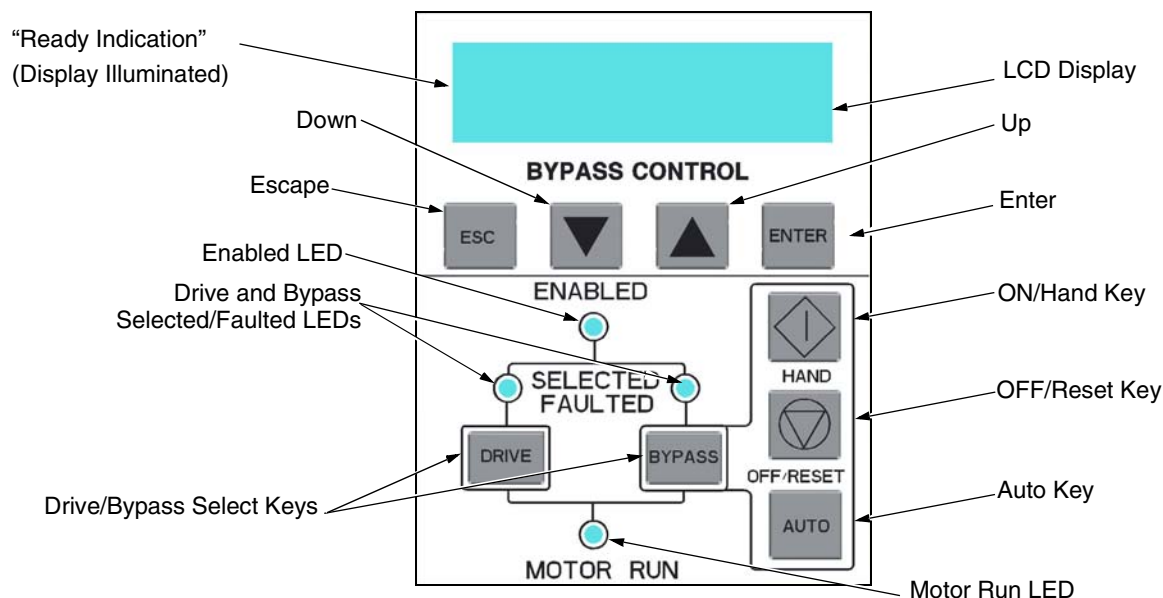 “Ready Indication”
(Display Illuminated)
LCD Display
Down
Up
BYPASS CONTROL
Escape
Enter
ESC
ENTER
Enabled LED
ENABLED
Drive and Bypass
Selected/Faulted LEDs
ON/Hand Key
SELECTED
FAULTED
HAND
OFF/Reset Key
DRIVE
BYPASS
OFF/RESET
Drive/Bypass Select Keys
Auto Key
AUTO
MOTOR RUN
Motor Run LED